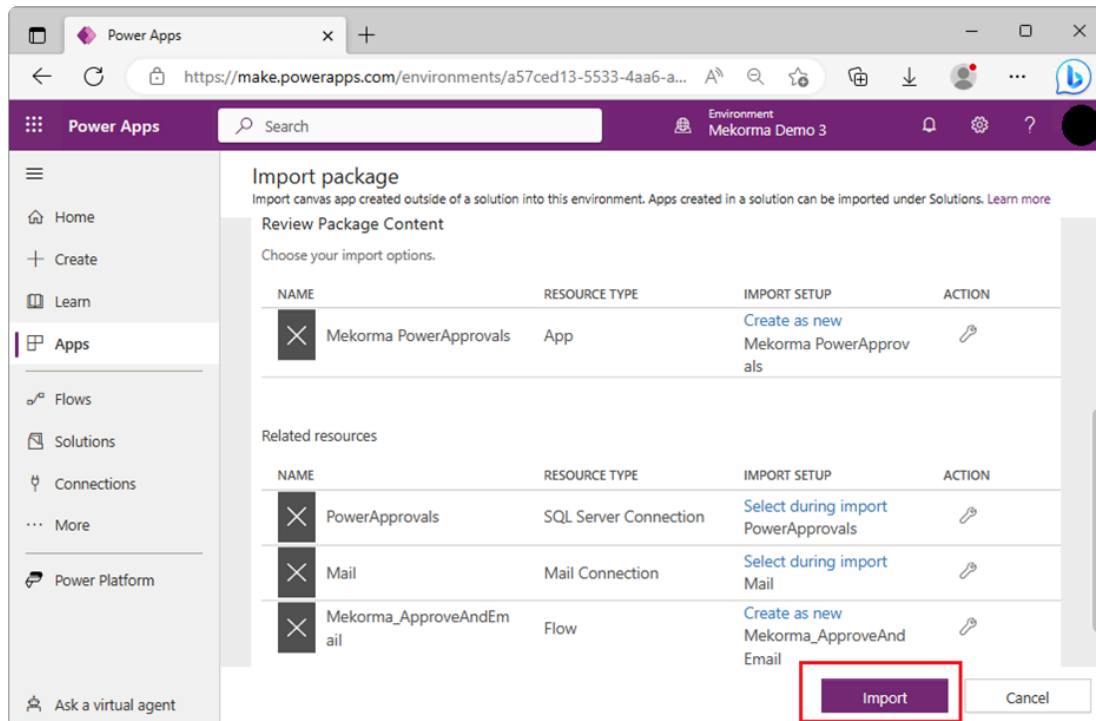 Power Apps
https://make.powerapps.com/environments/a57ced13-5533-4aa6-a...
Power Apps
Search
Environment
Mekorma Demo 3
Home
Create
Learn
Apps
Flows
Solutions
Connections
More
Power Platform
Ask a virtual agent
Import package
Import canvas app created outside of a solution into this environment. Apps created in a solution can be imported under Solutions. Learn more
Review Package Content
Choose your import options.
NAME RESOURCE TYPE IMPORT SETUP ACTION
Mekorma PowerApprovals App Create as new
Mekorma PowerApprov
als
Related resources
NAME RESOURCE TYPE IMPORT SETUP ACTION
PowerApprovals SQL Server Connection Select during import
PowerApprovals
Mail Mail Connection Select during import
Mail
Mekorma_ApproveAndEm
ail
Flow
Create as new
Mekorma_ApproveAnd
Email
Import Cancel